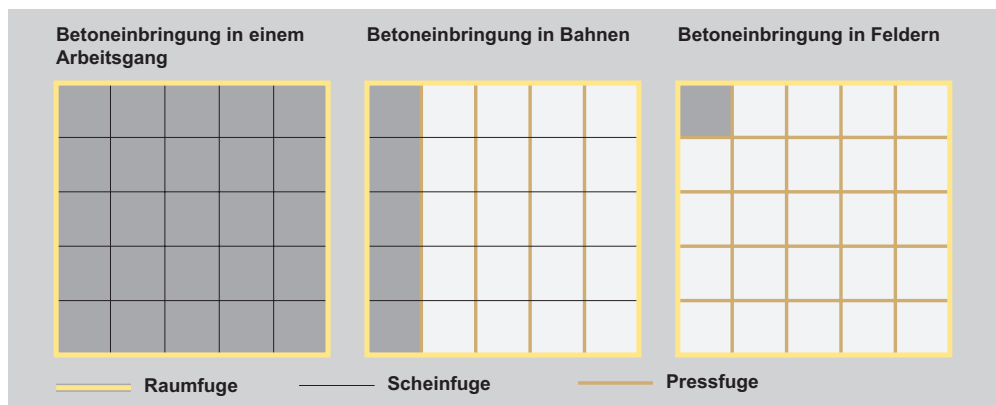 Betoneinbringung in einem
Arbeitsgang
Betoneinbringung in Bahnen
Betoneinbringung in Feldern
Raumfuge
Scheinfuge
Pressfuge